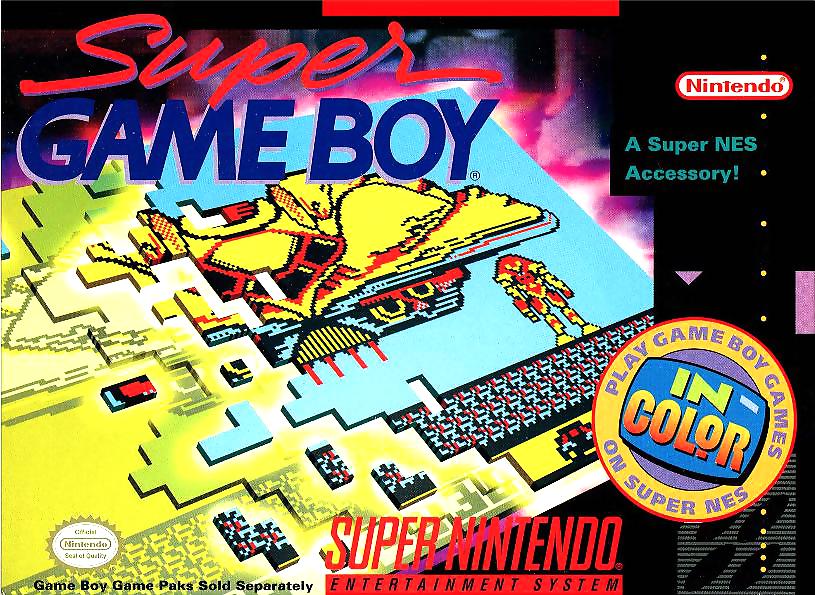 Super
GAME BOY®
Nintendo®
A Super NES
Accessory!
PLAY GAME BOY GAMES
IN
COLOR
ON SUPER NES
Official
Nintendo
Seal of Quality
SUPER NINTENDO®
ENTERTAINMENT SYSTEM
Game Boy Game Paks Sold Separately